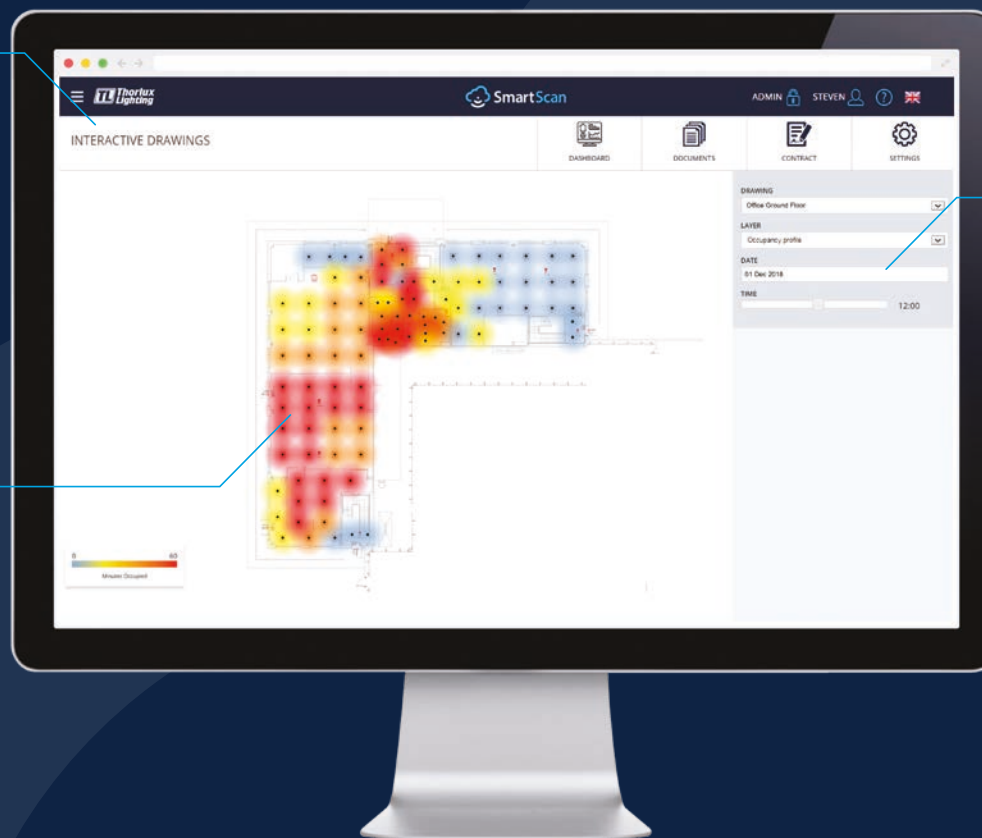 TL Thorlux
Lighting
SmartScan
ADMIN
STEVEN
INTERACTIVE DRAWINGS
DASHBOARD
DOCUMENTS
CONTRACT
SETTINGS
DRAWING
Office Ground Floor
LAYER
Occupancy profile
DATE
01 Dec 2018
TIME
12:00
0
60
Minutes Occupied